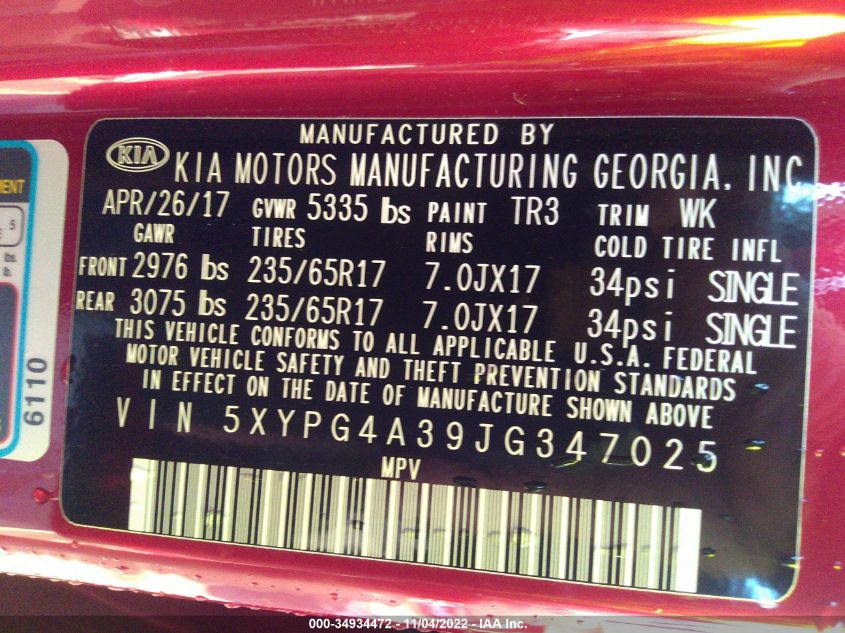 MANUFACTURED BY
KIA KIA MOTORS MANUFACTURING GEORGIA, INC
APR/26/17 GVWR 5335 lbs PAINT TR3 TRIM WK
GAWR TIRES RIMS COLD TIRE INFL
FRONT 2976 lbs 235/65R17 7.0JX17 34psi SINGLE
REAR 3075 lbs 235/65R17 7.0JX17 34psi SINGLE
THIS VEHICLE CONFORMS TO ALL APPLICABLE U.S.A. FEDERAL
MOTOR VEHICLE SAFETY AND THEFT PREVENTION STANDARDS
IN EFFECT ON THE DATE OF MANUFACTURE SHOWN ABOVE
VIN 5XYPG4A39JG347025
MPV
5
lbs.
lb.
6110
000-34934472 - 11/04/2022 - IAA Inc.